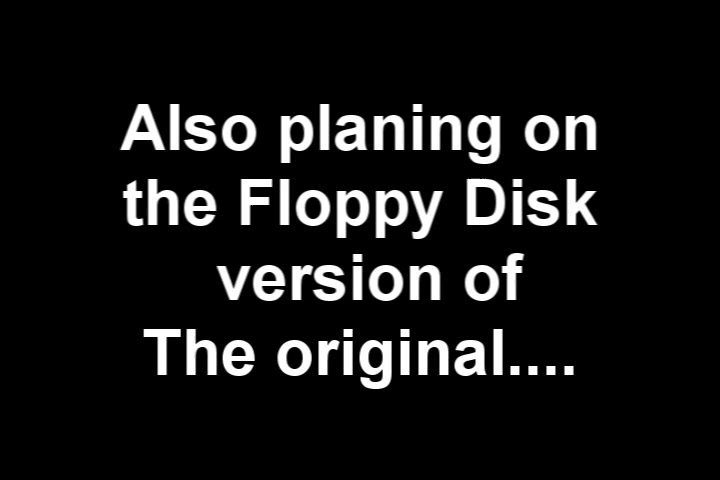 Also planing on
the Floppy Disk
version of
The original....